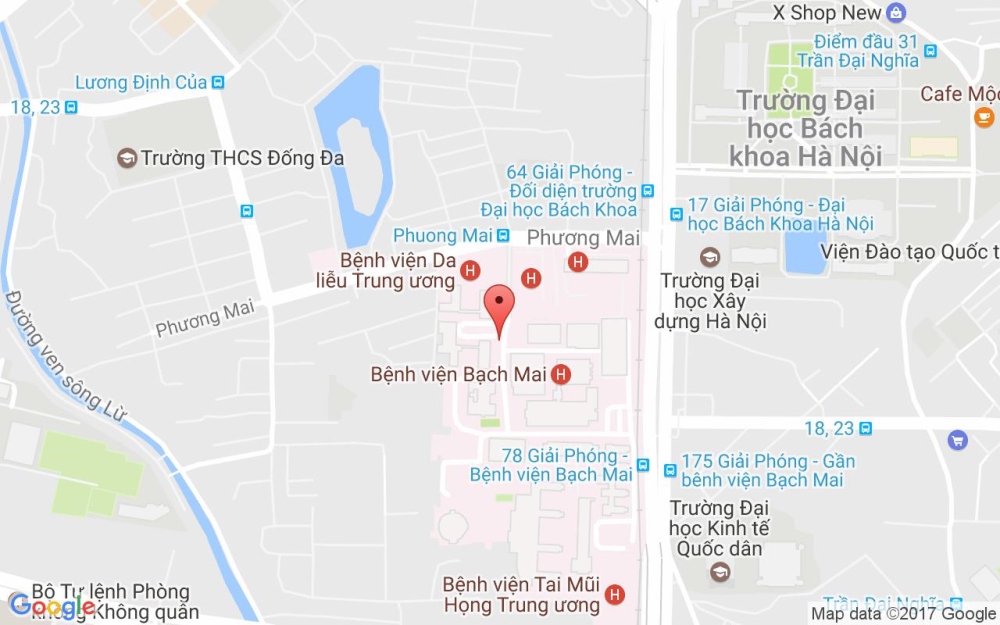 X Shop New
Điểm đầu 31
Trần Đại Nghĩa
Lương Định Của
18, 23
Cafe Mộc
Trường Đại
học Bách
khoa Hà Nội
Trường THCS Đống Đa
64 Giải Phóng -
Đối diện trường
Đại học Bách Khoa
17 Giải Phóng - Đại
học Bách Khoa Hà Nội
Phuong Mai
Phương Mai
Viện Đào tạo Quốc t
Bệnh viện Da
liễu Trung ương
H
H
H
Trường Đại
học Xây
dựng Hà Nội
Phương Mai
Đường ven sông Lừ
Bệnh viện Bạch Mai
H
18, 23
78 Giải Phóng -
Bệnh viện Bạch Mai
175 Giải Phóng - Gần
bênh viện Bạch Mai
Trường Đại
học Kinh tế
Quốc dân
Bệnh viện Tai Mũi
Họng Trung ương
H
Bộ Tư lệnh Phòng
không Không quân
Google
Trần Đại Nghĩa
Map data ©2017 Google